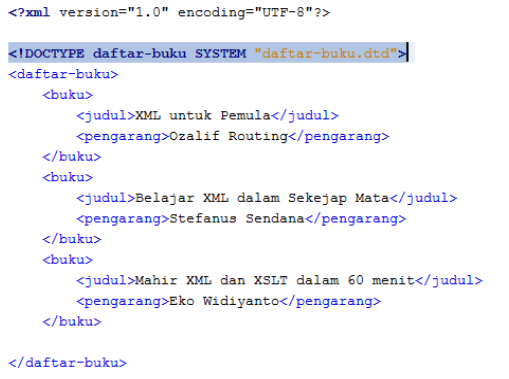 <?xml version="1.0" encoding="UTF-8"?>
<!DOCTYPE daftar-buku SYSTEM "daftar-buku.dtd">
<daftar-buku>
    <buku>
        <judul>XML untuk Pemula</judul>
        <pengarang>Ozalif Routing</pengarang>
    </buku>
    <buku>
        <judul>Belajar XML dalam Sekejap Mata</judul>
        <pengarang>Stefanus Sendana</pengarang>
    </buku>
    <buku>
        <judul>Mahir XML dan XSLT dalam 60 menit</judul>
        <pengarang>Eko Widiyanto</pengarang>
    </buku>
</daftar-buku>